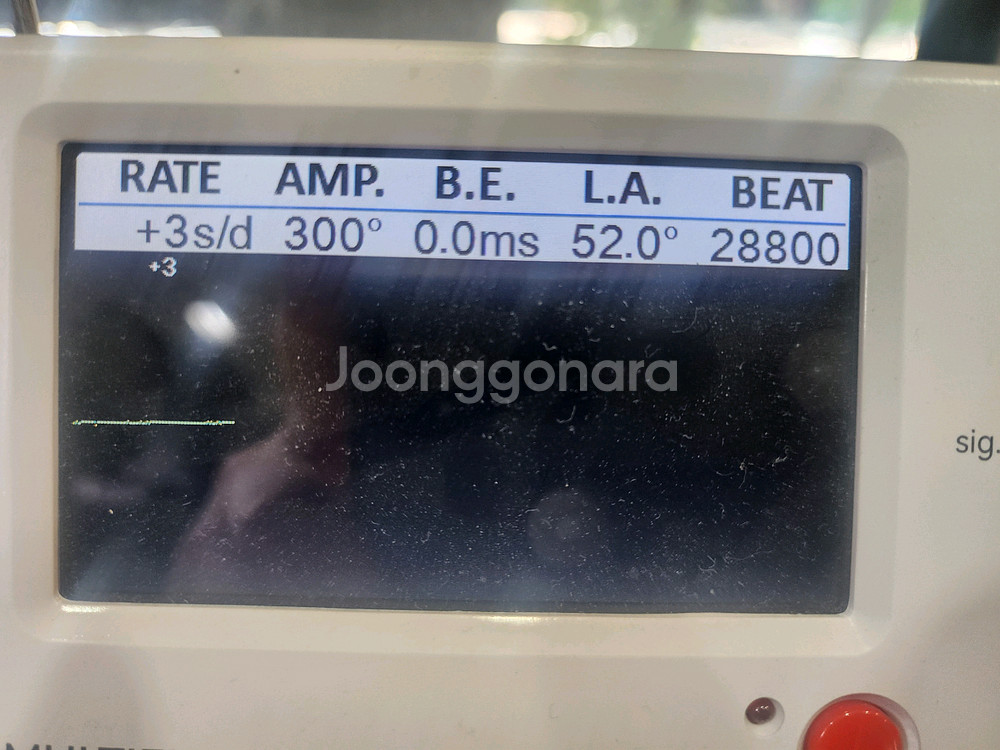 RATE AMP. B.E. L.A. BEAT
+3s/d 300° 0.0ms 52.0° 28800
+3
Joonggonara
sig.